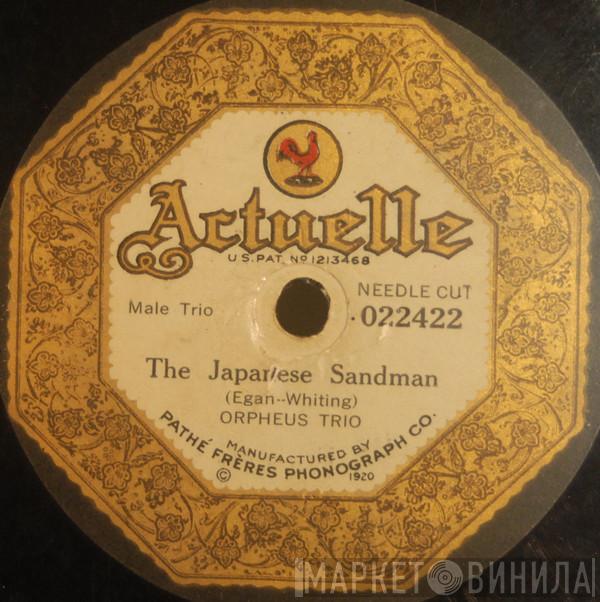 Actuelle
U.S. PAT. Nº 1213468
Male Trio
NEEDLE CUT
.022422
The Japanese Sandman
(Egan--Whiting)
ORPHEUS TRIO
MANUFACTURED BY
PATHÉ FRÈRES PHONOGRAPH CO.
© 1920
МАРКЕТ ВИНИЛА